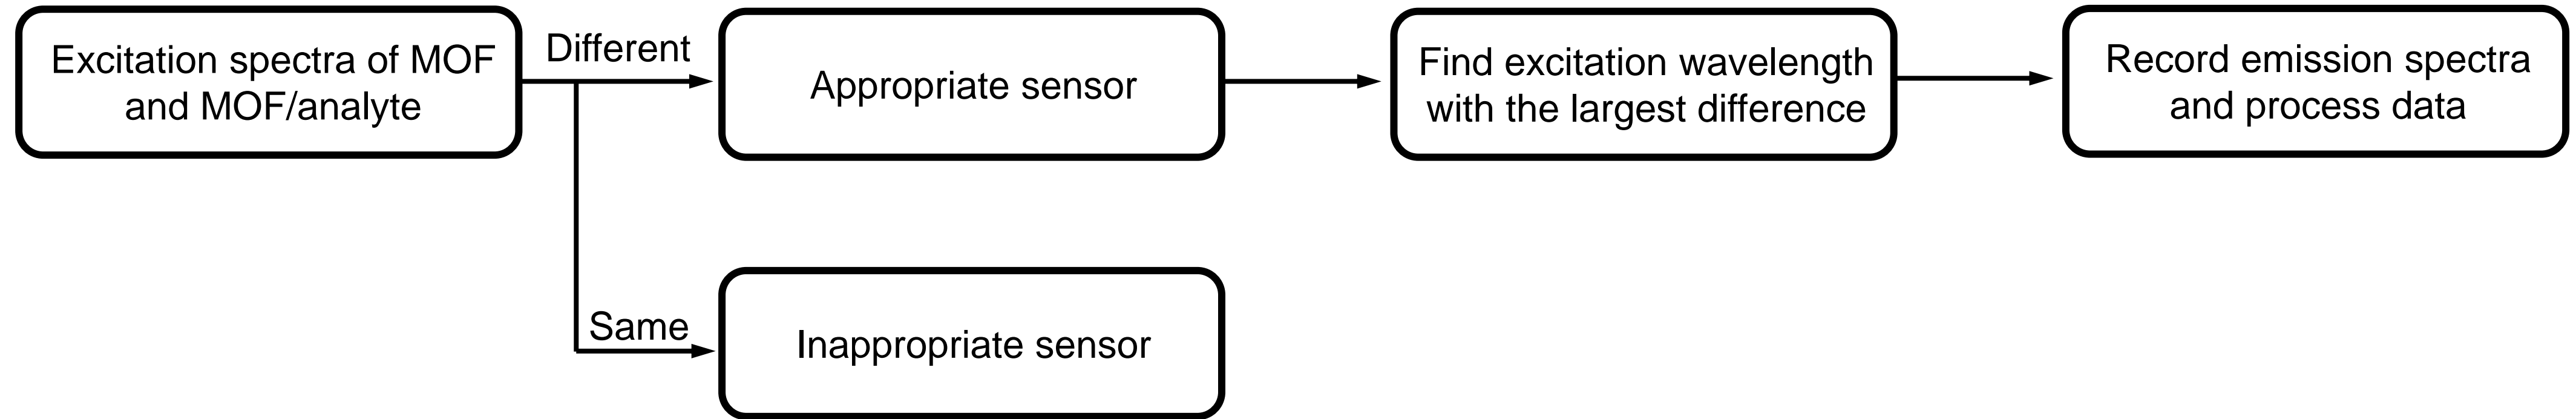 Excitation spectra of MOF
and MOF/analyte
Different
Appropriate sensor
Find excitation wavelength
with the largest difference
Record emission spectra
and process data
Same
Inappropriate sensor